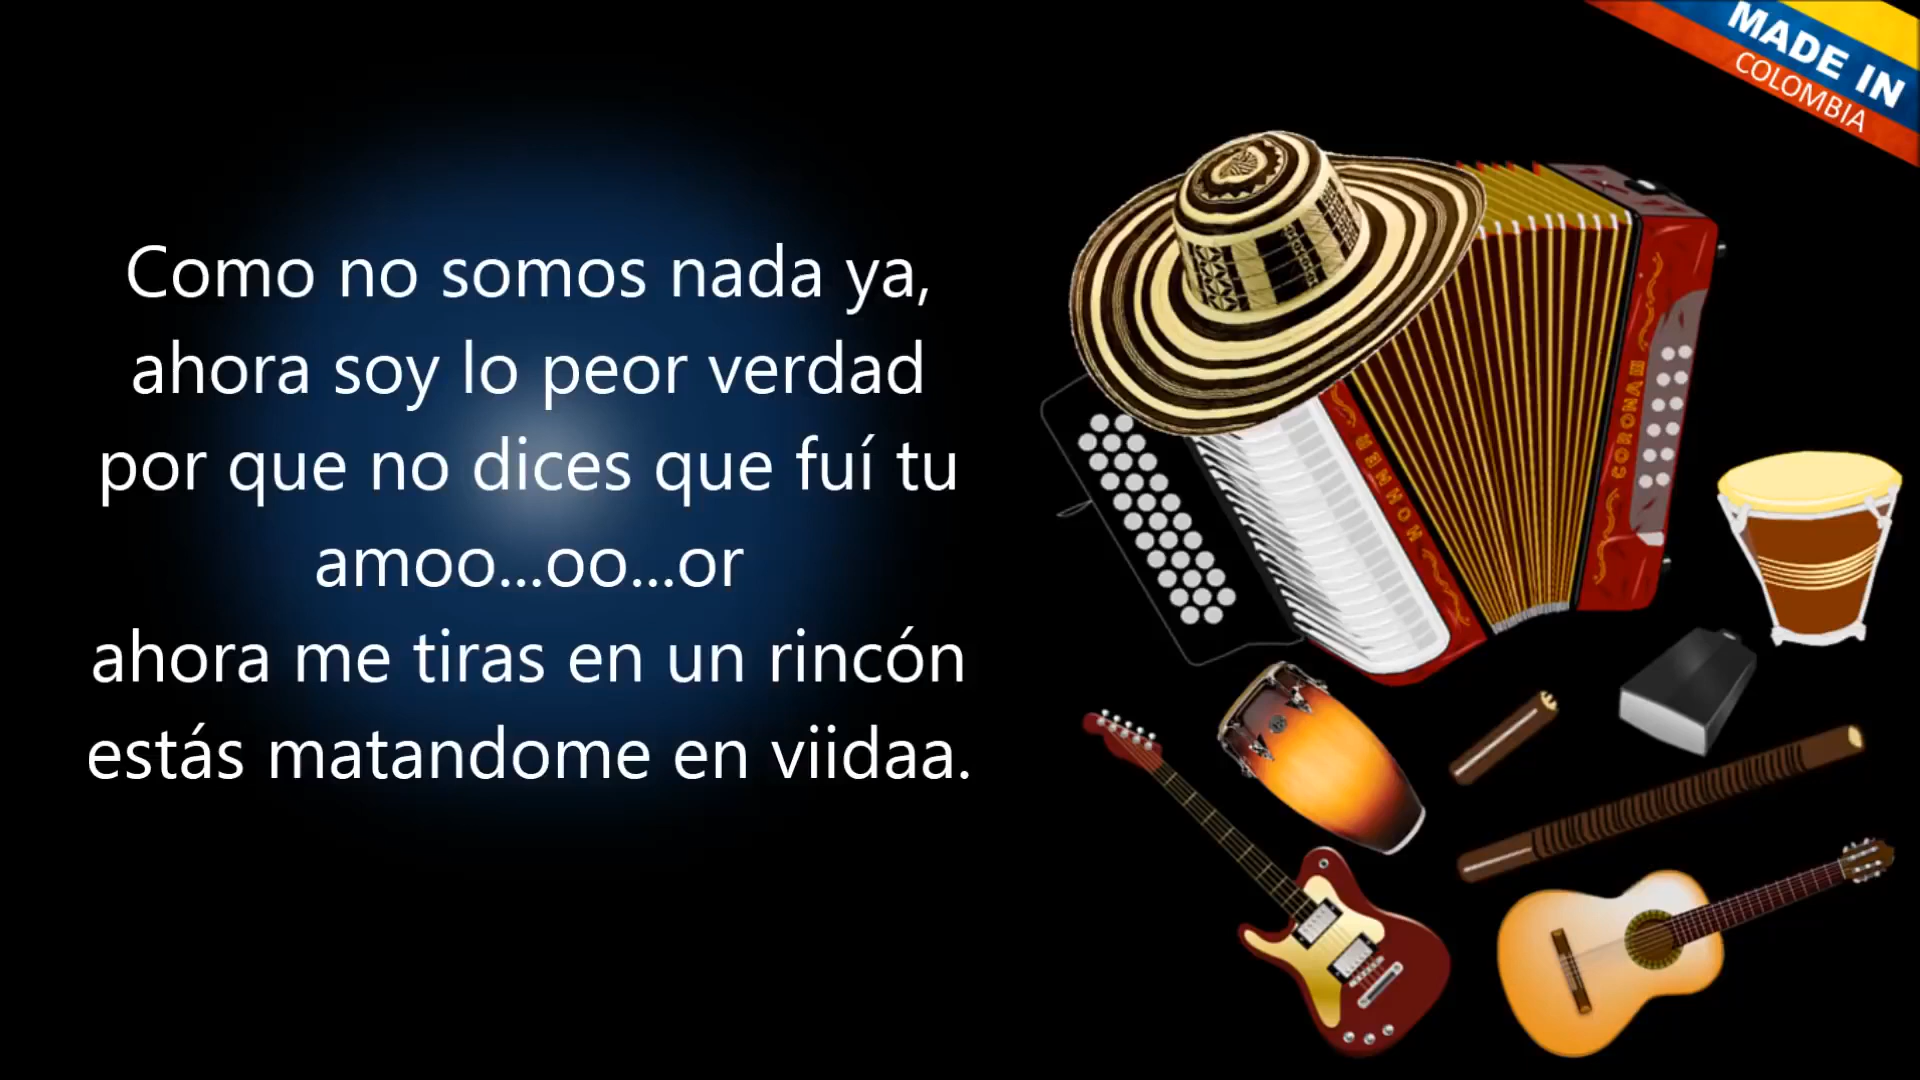 MADE IN
COLOMBIA
Como no somos nada ya,
ahora soy lo peor verdad
por que no dices que fuí tu
amoo...oo...or
ahora me tiras en un rincón
estás matandome en viidaa.
HOHNER
CORONA III